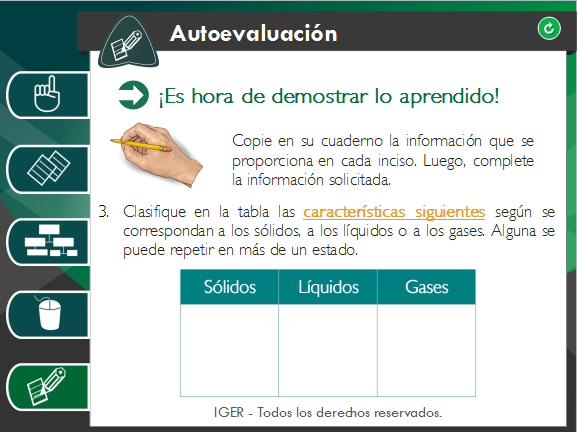 Autoevaluación
¡Es hora de demostrar lo aprendido!
Copie en su cuaderno la información que se
proporciona en cada inciso. Luego, complete
la información solicitada.
3. Clasifique en la tabla las características siguientes según se
correspondan a los sólidos, a los líquidos o a los gases. Alguna se
puede repetir en más de un estado.
Sólidos Líquidos Gases
IGER - Todos los derechos reservados.